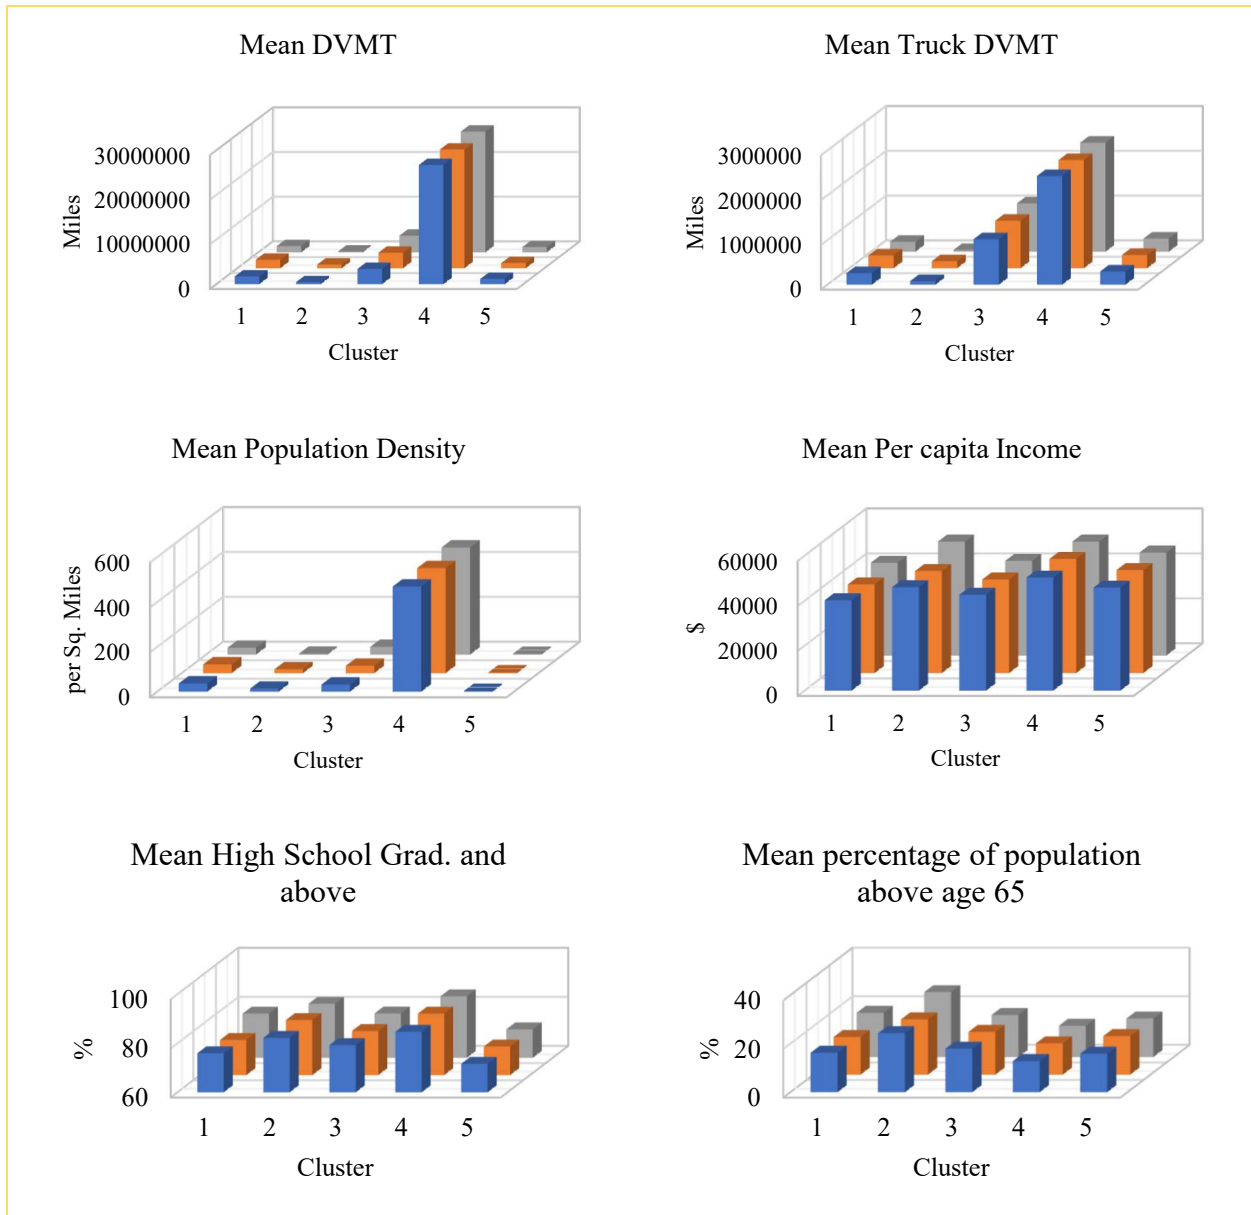 Mean DVMT
30000000
20000000
10000000
0
Miles
1 2 3 4 5
Cluster
Mean Truck DVMT
3000000
2000000
1000000
0
Miles
1 2 3 4 5
Cluster
Mean Population Density
600
400
200
0
per Sq. Miles
1 2 3 4 5
Cluster
Mean Per capita Income
60000
40000
20000
0
$
1 2 3 4 5
Cluster
Mean High School Grad. and
above
100
80
60
%
1 2 3 4 5
Cluster
Mean percentage of population
above age 65
40
20
0
%
1 2 3 4 5
Cluster